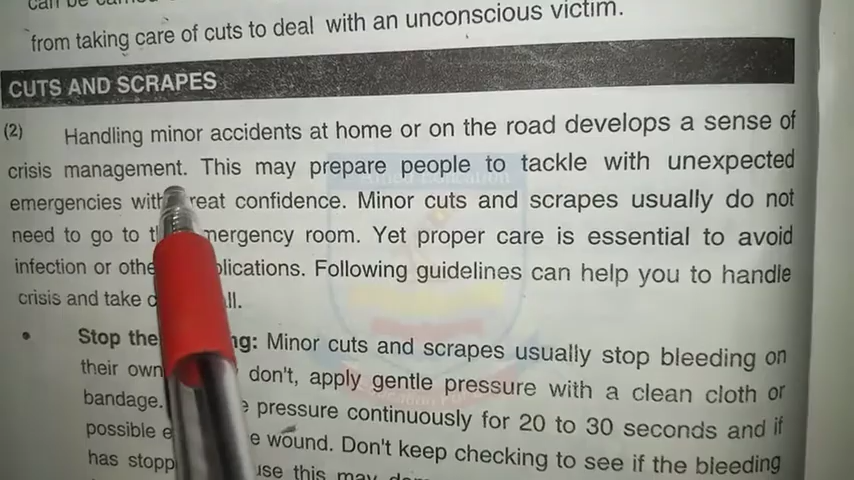 can be
from taking care of cuts to deal with an unconscious victim.
CUTS AND SCRAPES
(2) Handling minor accidents at home or on the road develops a sense of
crisis management. This may prepare people to tackle with unexpected
emergencies with reat confidence. Minor cuts and scrapes usually do not
need to go to t mergency room. Yet proper care is essential to avoid
infection or othe plications. Following guidelines can help you to handle
crisis and take c ll.
• Stop the ng: Minor cuts and scrapes usually stop bleeding on
their own don't, apply gentle pressure with a clean cloth or
bandage. e pressure continuously for 20 to 30 seconds and if
possible e e wound. Don't keep checking to see if the bleeding
has stopp use this may